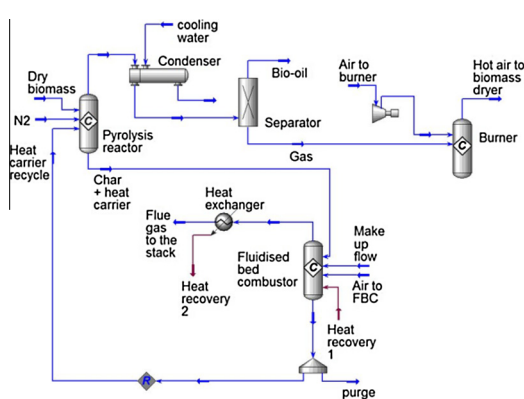 cooling
water
Condenser
Dry
biomass
Bio-oil
Air to
burner
Hot air to
biomass
dryer
N2
C
Pyrolysis
reactor
Separator
Burner
C
Heat
carrier
recycle
Gas
Char
+ heat
carrier
Heat
exchanger
Flue
gas
to the
stack
Make
up
flow
Fluidised
bed
combustor
C
Air to
FBC
Heat
recovery
2
Heat
recovery
1
R
purge